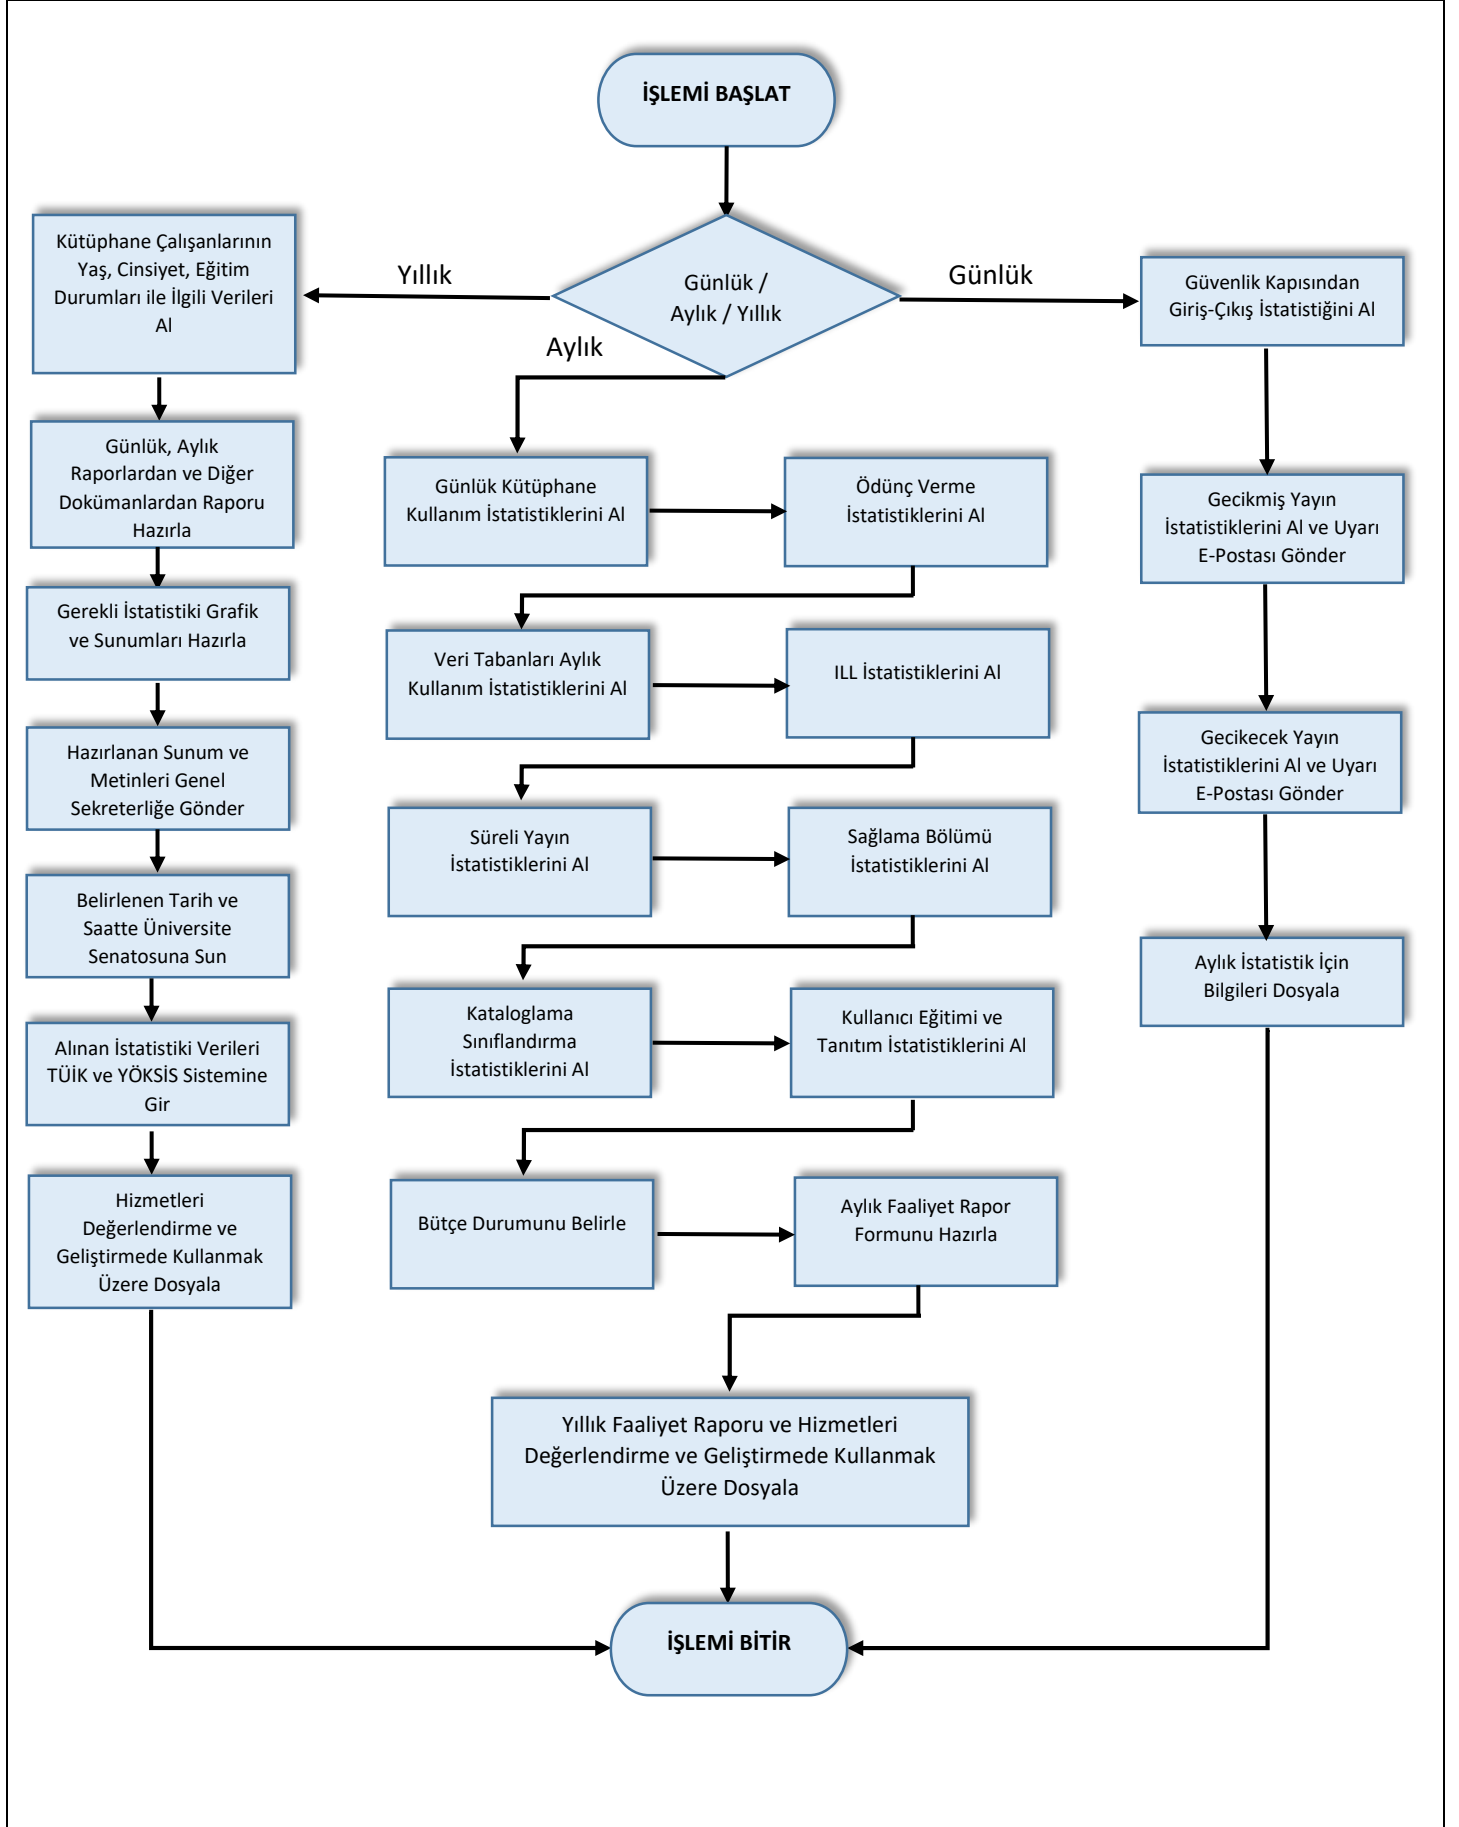 İŞLEMİ BAŞLAT
Günlük /
Aylık / Yıllık
Yıllık
Aylık
Günlük
Kütüphane Çalışanlarının
Yaş, Cinsiyet, Eğitim
Durumları ile İlgili Verileri
Al
Günlük, Aylık
Raporlardan ve Diğer
Dokümanlardan Raporu
Hazırla
Gerekli İstatistiki Grafik
ve Sunumları Hazırla
Hazırlanan Sunum ve
Metinleri Genel
Sekreterliğe Gönder
Belirlenen Tarih ve
Saatte Üniversite
Senatosuna Sun
Alınan İstatistiki Verileri
TÜİK ve YÖKSİS Sistemine
Gir
Hizmetleri
Değerlendirme ve
Geliştirmede Kullanmak
Üzere Dosyala
Günlük Kütüphane
Kullanım İstatistiklerini Al
Ödünç Verme
İstatistiklerini Al
Veri Tabanları Aylık
Kullanım İstatistiklerini Al
ILL İstatistiklerini Al
Süreli Yayın
İstatistiklerini Al
Sağlama Bölümü
İstatistiklerini Al
Kataloglama
Sınıflandırma
İstatistiklerini Al
Kullanıcı Eğitimi ve
Tanıtım İstatistiklerini Al
Bütçe Durumunu Belirle
Aylık Faaliyet Rapor
Formunu Hazırla
Yıllık Faaliyet Raporu ve Hizmetleri
Değerlendirme ve Geliştirmede Kullanmak
Üzere Dosyala
Güvenlik Kapısından
Giriş-Çıkış İstatistiğini Al
Gecikmiş Yayın
İstatistiklerini Al ve Uyarı
E-Postası Gönder
Gecikecek Yayın
İstatistiklerini Al ve Uyarı
E-Postası Gönder
Aylık İstatistik İçin
Bilgileri Dosyala
İŞLEMİ BİTİR